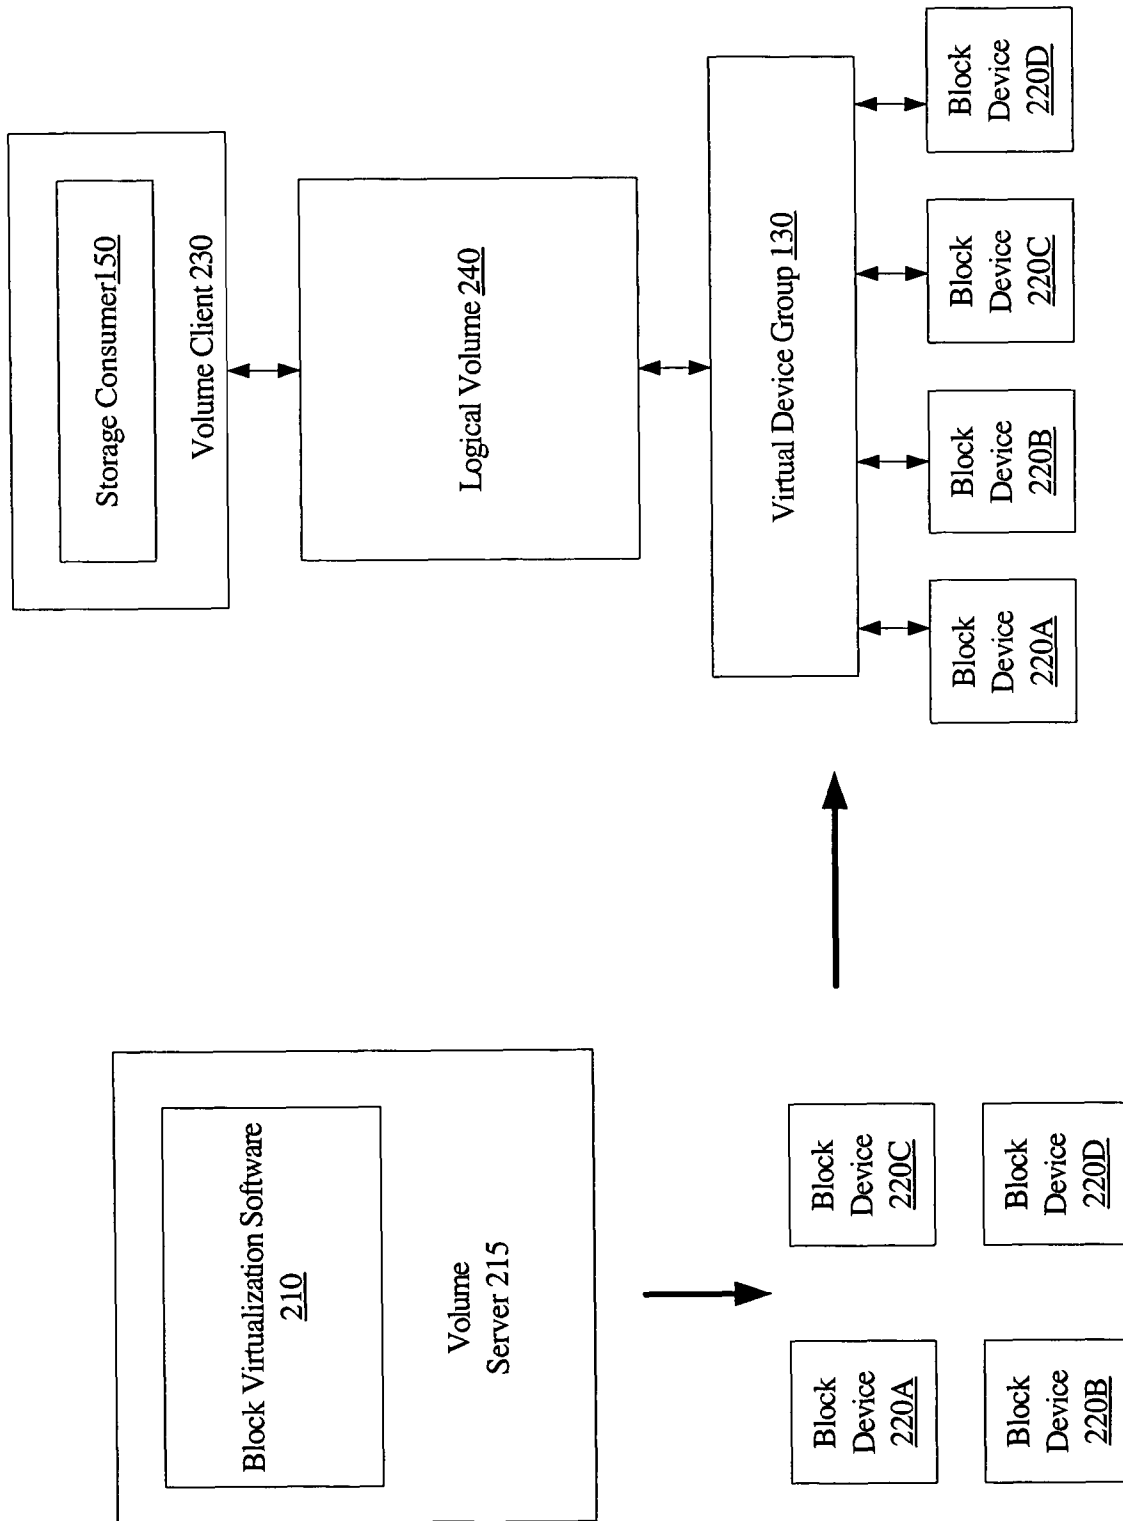 Block Virtualization Software
210
Volume
Server 215
Block
Device
220A
Block
Device
220C
Block
Device
220B
Block
Device
220D
Storage Consumer150
Volume Client 230
Logical Volume 240
Virtual Device Group 130
Block
Device
220A
Block
Device
220B
Block
Device
220C
Block
Device
220D